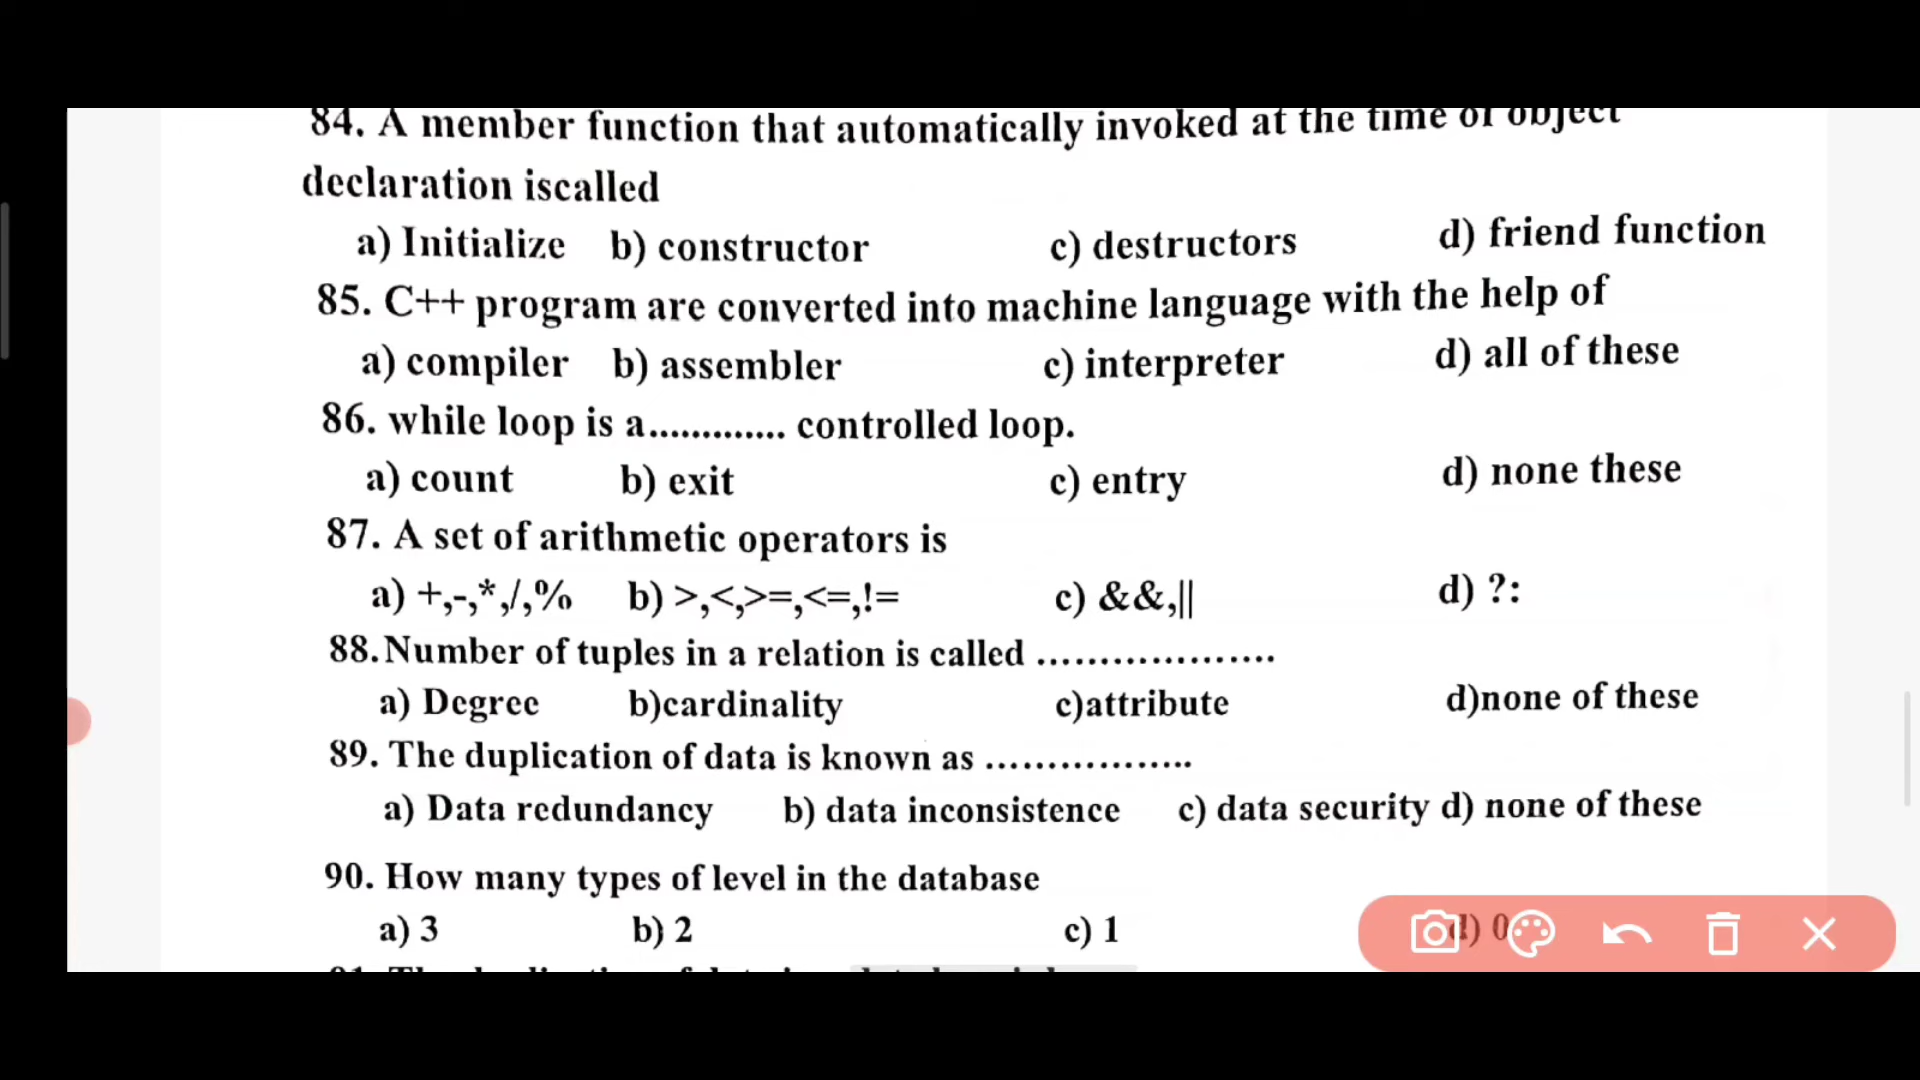 84. A member function that automatically invoked at the time of object
declaration iscalled
a) Initialize b) constructor c) destructors d) friend function
85. C++ program are converted into machine language with the help of
a) compiler b) assembler c) interpreter d) all of these
86. while loop is a............. controlled loop.
a) count b) exit c) entry d) none these
87. A set of arithmetic operators is
a) +,-,*,/,% b) >,<,>=,<=,!= c) &&,|| d) ?:
88.Number of tuples in a relation is called ...................
a) Degree b)cardinality c)attribute d)none of these
89. The duplication of data is known as .................
a) Data redundancy b) data inconsistence c) data security d) none of these
90. How many types of level in the database
a) 3 b) 2 c) 1 d) 0